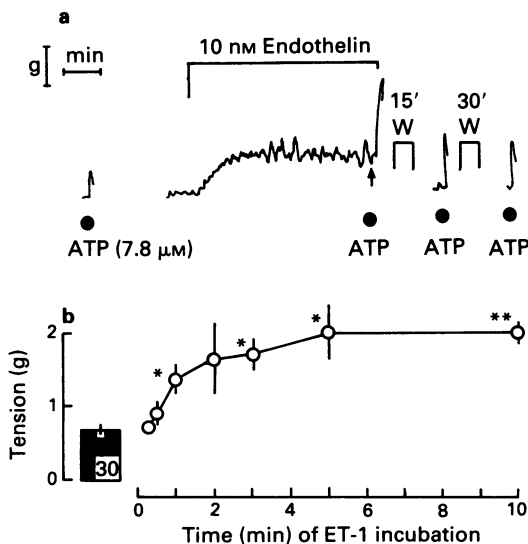 a
min
g
10 nM Endothelin
15' 30'
W W
ATP (7.8 μM) ATP ATP ATP
b
2
1
0
Tension (g)
30
* * * **
0 2 4 6 8 10
Time (min) of ET-1 incubation